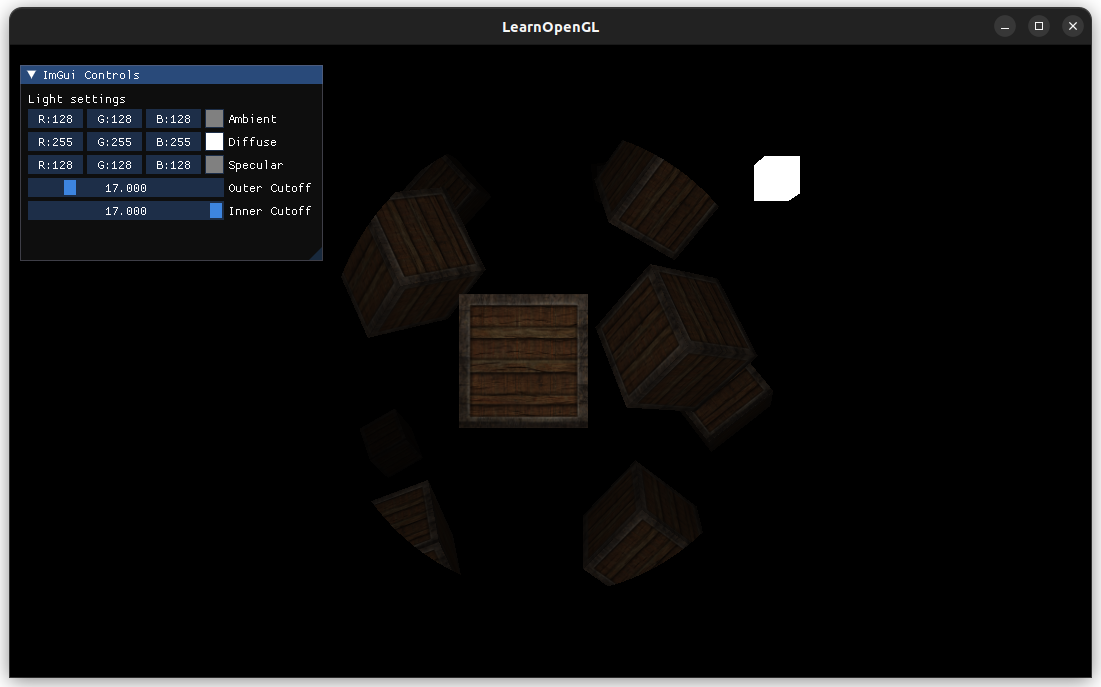 LearnOpenGL
ImGui Controls
Light settings
R:128 G:128 B:128 Ambient
R:255 G:255 B:255 Diffuse
R:128 G:128 B:128 Specular
17.000 Outer Cutoff
17.000 Inner Cutoff